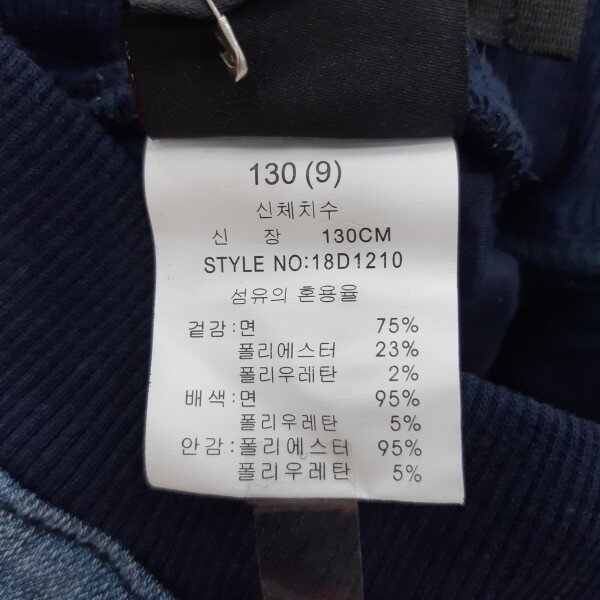 130 (9)
신체치수
신 장 130CM
STYLE NO:18D1210
섬유의 혼용율
겉감:면 75%
폴리에스터 23%
폴리우레탄 2%
배색:면 95%
폴리우레탄 5%
안감:폴리에스터 95%
폴리우레탄 5%